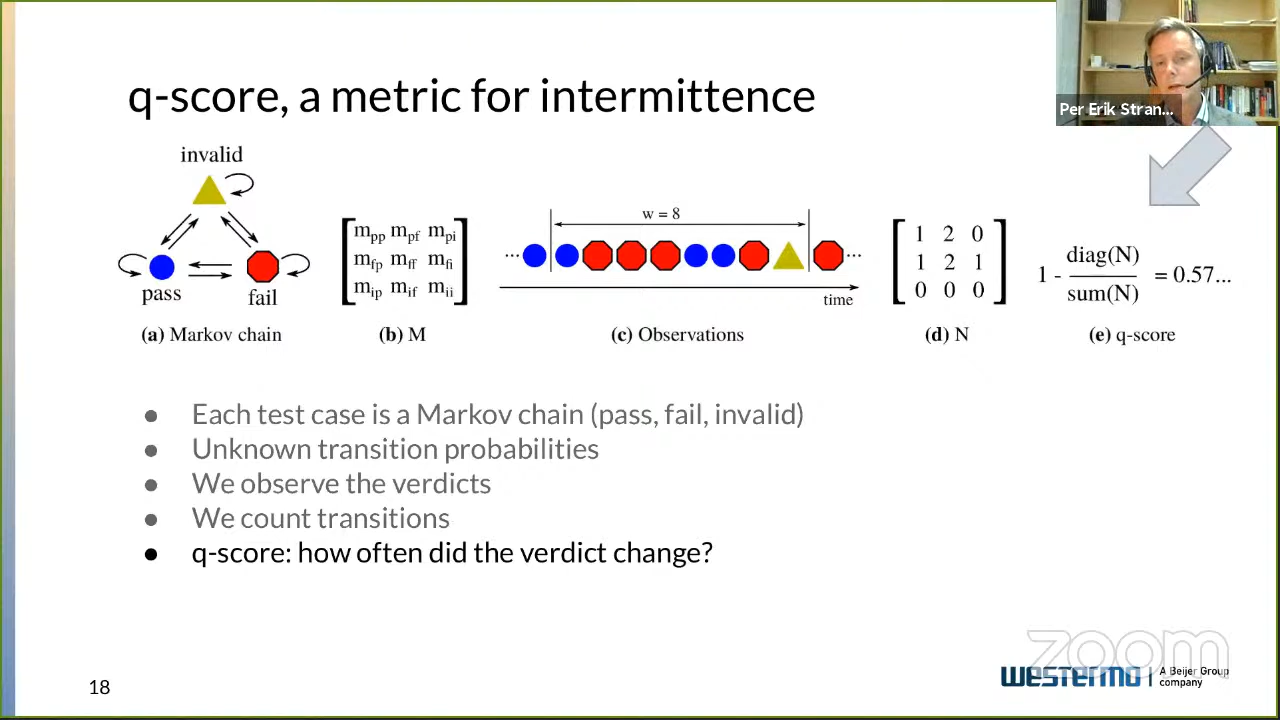 Per Erik Stran...
q-score, a metric for intermittence
invalid
pass
fail
(a) Markov chain
m_pp m_pf m_pi
m_fp m_ff m_fi
m_ip m_if m_ii
(b) M
w = 8
... ...
time
(c) Observations
1 2 0
1 2 1
0 0 0
(d) N
1 - diag(N) / sum(N) = 0.57...
(e) q-score
● Each test case is a Markov chain (pass, fail, invalid)
● Unknown transition probabilities
● We observe the verdicts
● We count transitions
● q-score: how often did the verdict change?
zoom
westermo | A Beijer Group
company
18